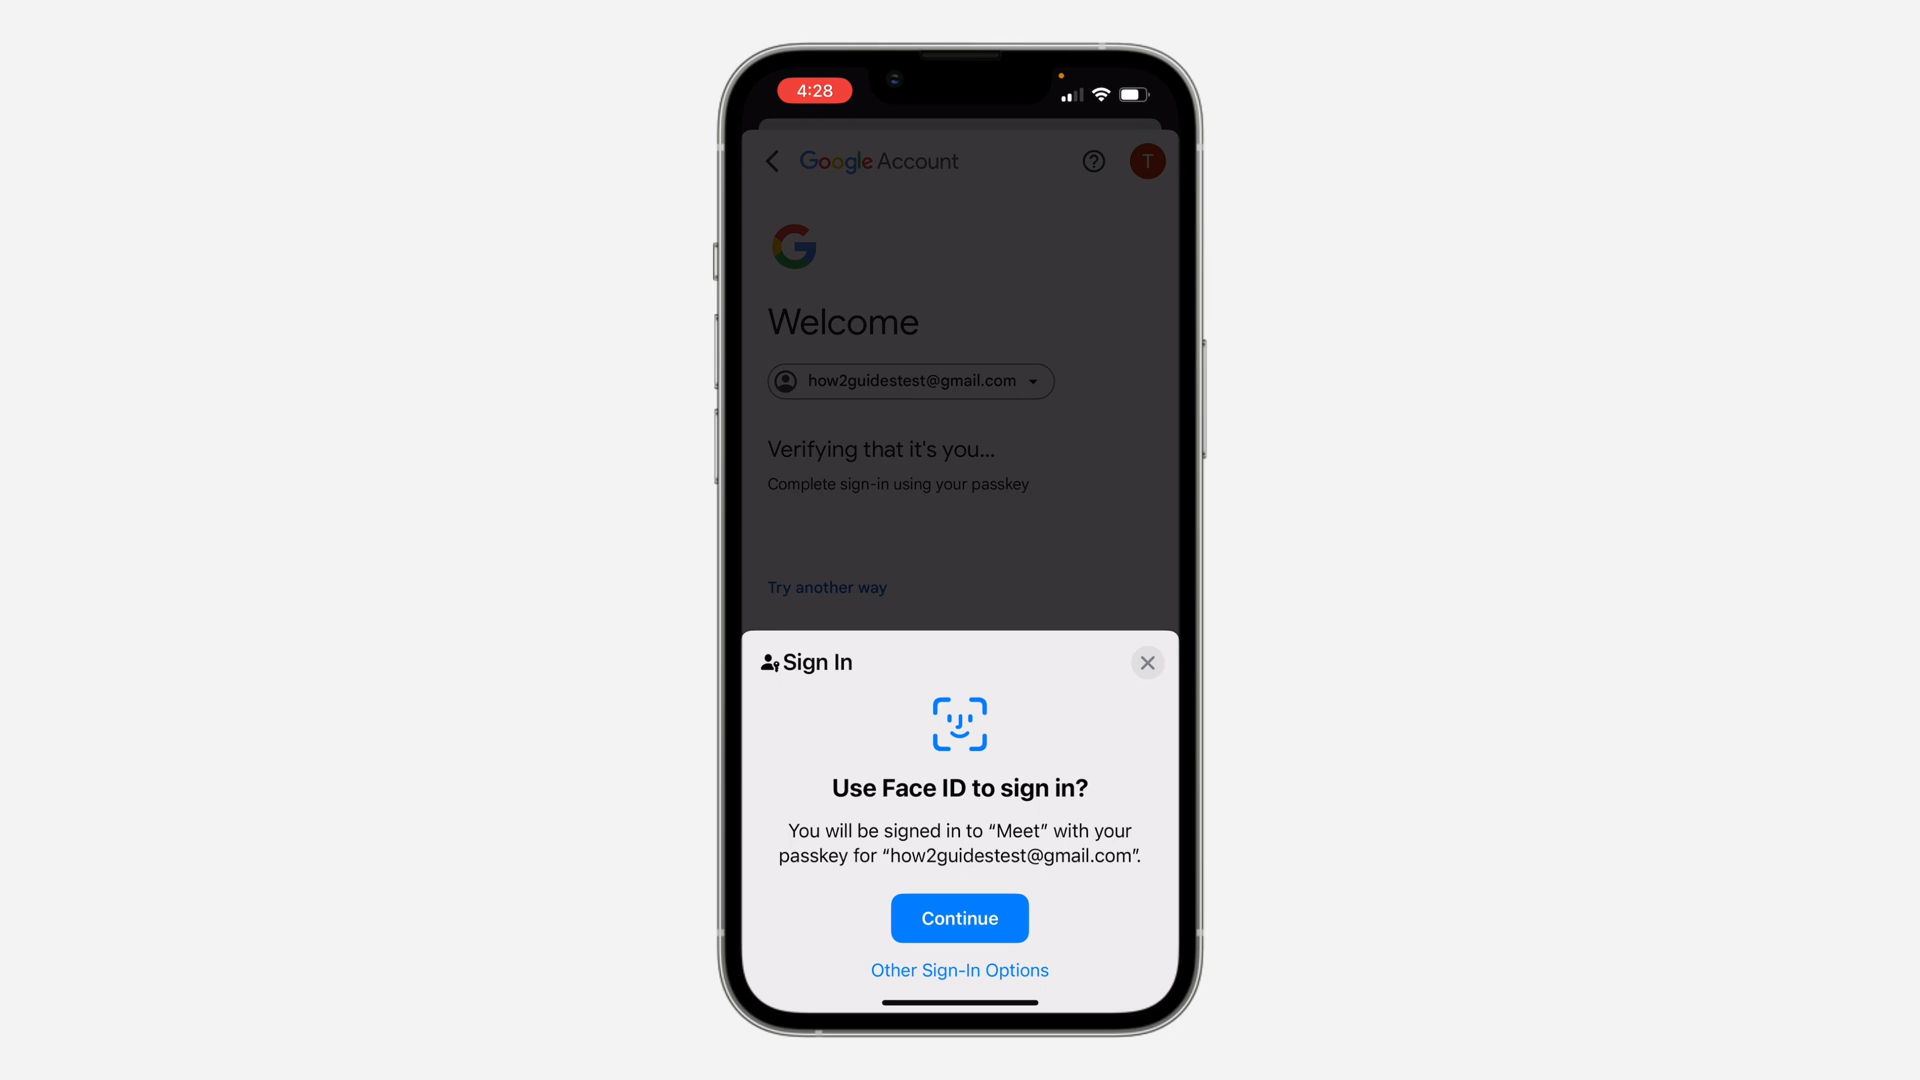 4:28
Google Account
T
Welcome
how2guidestest@gmail.com
Verifying that it's you...
Complete sign-in using your passkey
Try another way
Sign In
Use Face ID to sign in?
You will be signed in to “Meet” with your
passkey for “how2guidestest@gmail.com”.
Continue
Other Sign-In Options